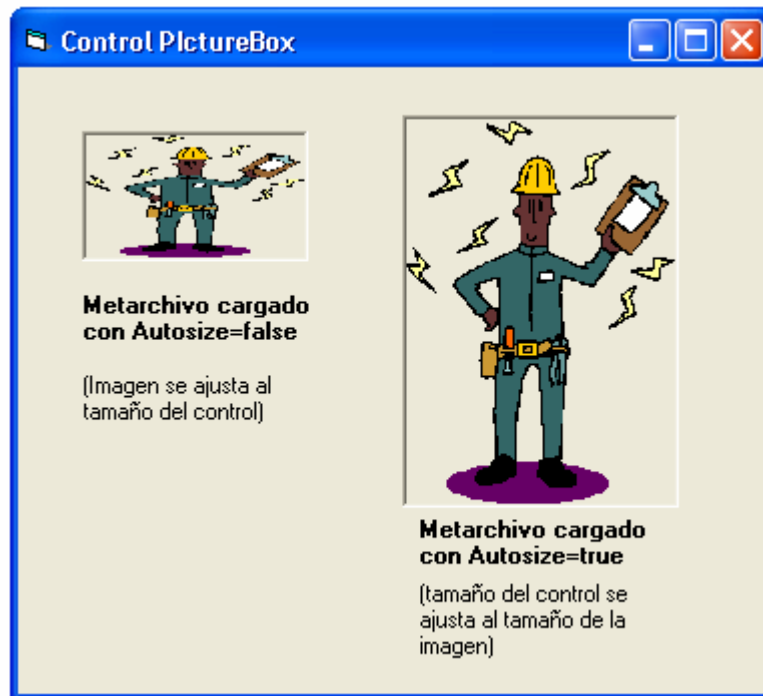 Control PIctureBox
Metarchivo cargado
con Autosize=false
(Imagen se ajusta al
tamaño del control)
Metarchivo cargado
con Autosize=true
(tamaño del control se
ajusta al tamaño de la
imagen)